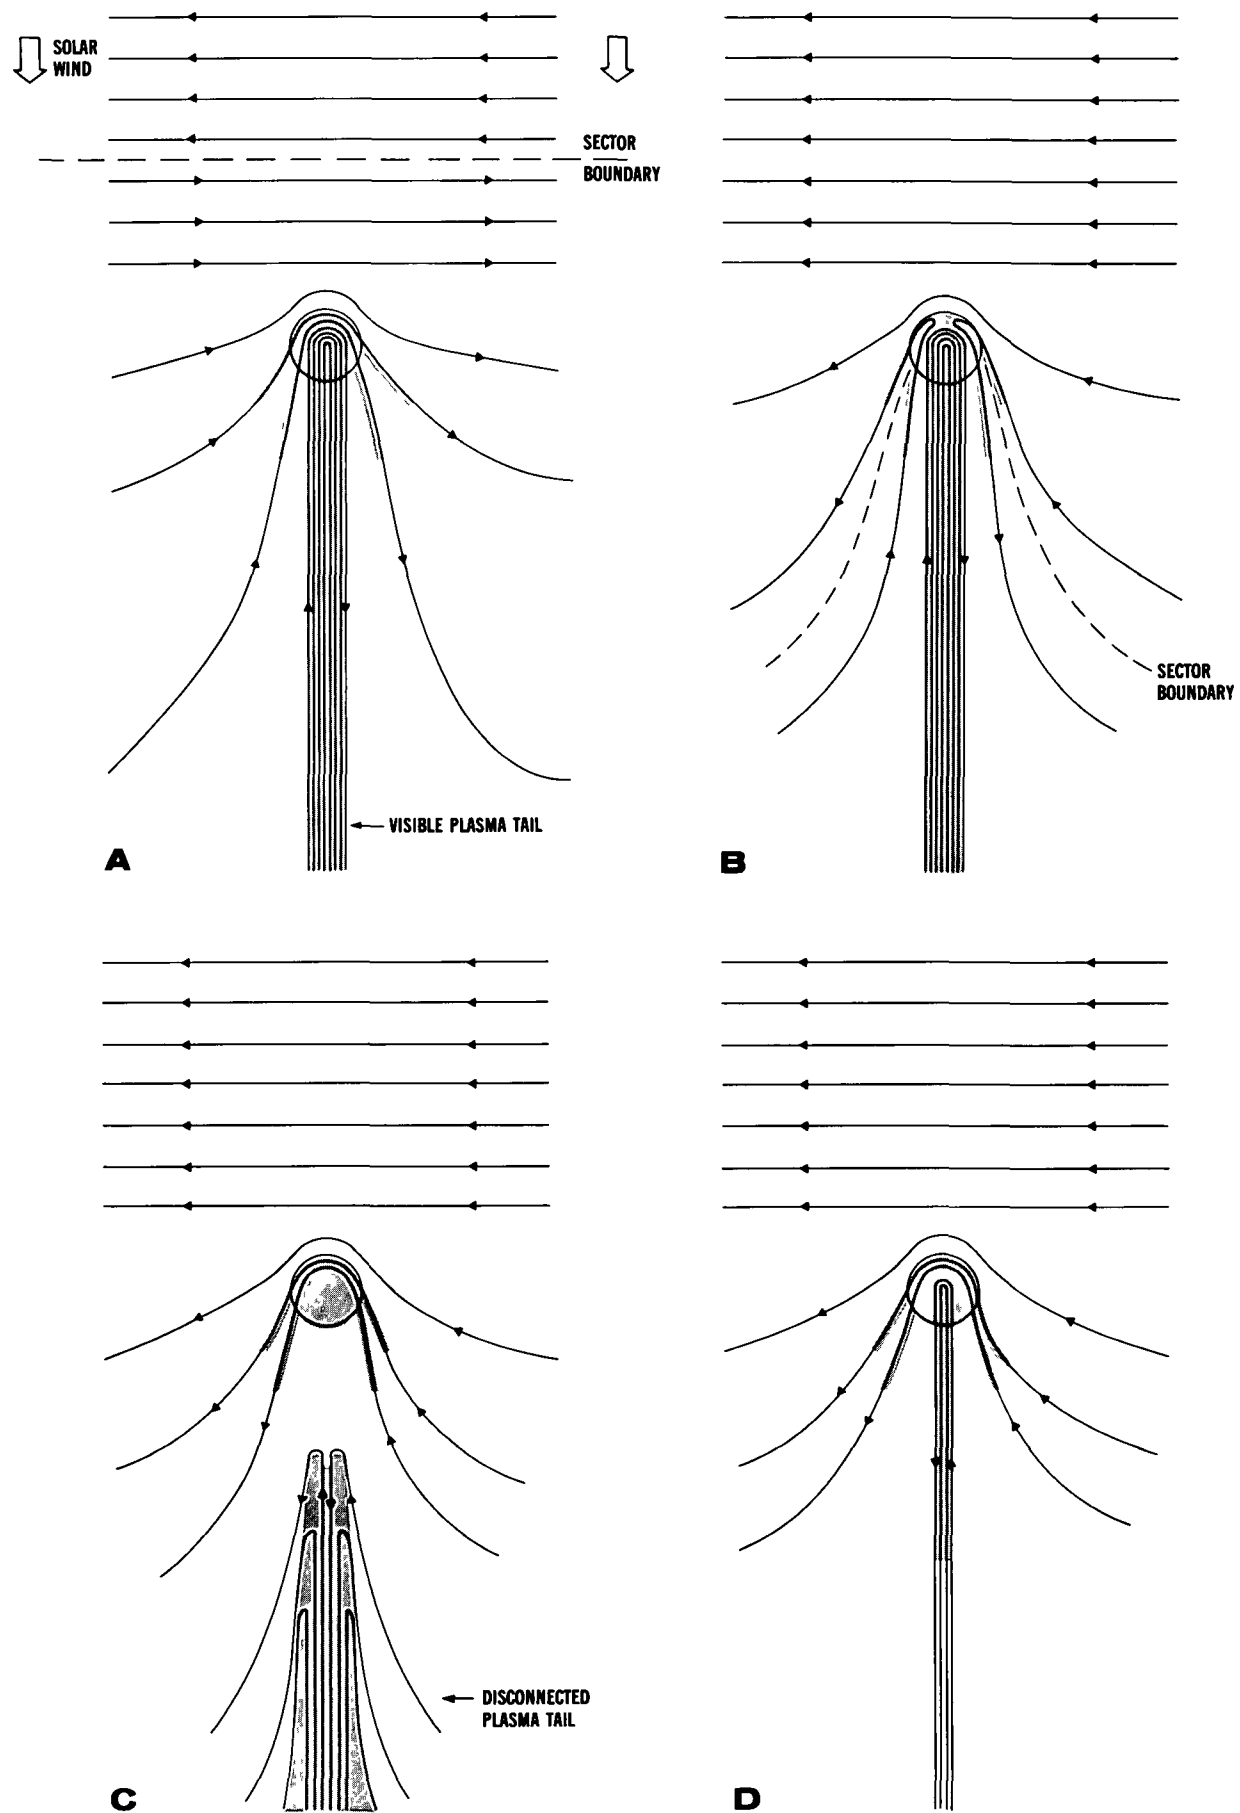 SOLAR
WIND
SECTOR
BOUNDARY
VISIBLE PLASMA TAIL
A
SECTOR
BOUNDARY
B
DISCONNECTED
PLASMA TAIL
C
D